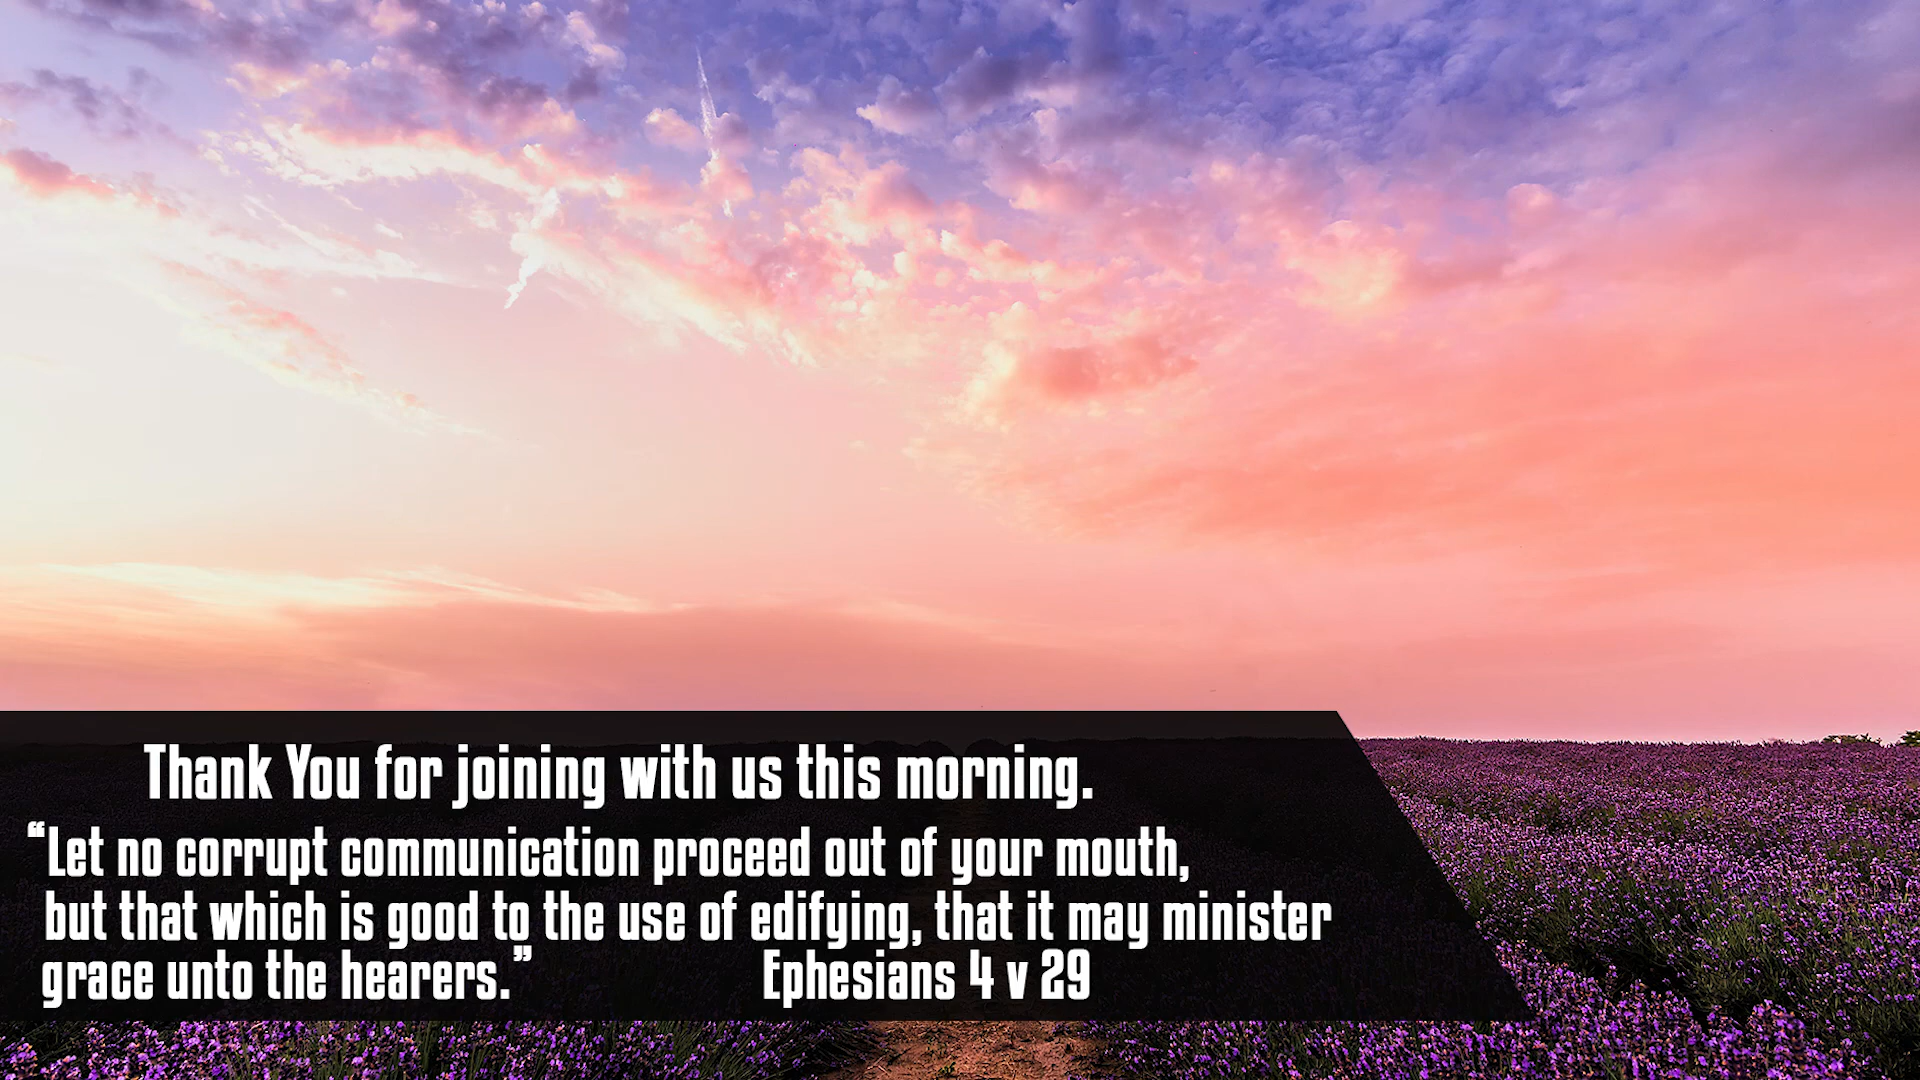 Thank You for joining with us this morning.
“Let no corrupt communication proceed out of your mouth,
but that which is good to the use of edifying, that it may minister
grace unto the hearers.” Ephesians 4 v 29